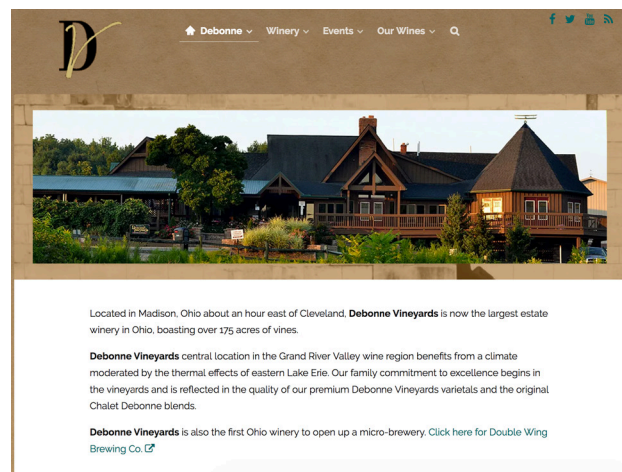 DV
Debonne Winery Events Our Wines
Located in Madison, Ohio about an hour east of Cleveland, Debonne Vineyards is now the largest estate
winery in Ohio, boasting over 175 acres of vines.
Debonne Vineyards central location in the Grand River Valley wine region benefits from a climate
moderated by the thermal effects of eastern Lake Erie. Our family commitment to excellence begins in
the vineyards and is reflected in the quality of our premium Debonne Vineyards varietals and the original
Chalet Debonne blends.
Debonne Vineyards is also the first Ohio winery to open up a micro-brewery. Click here for Double Wing
Brewing Co.